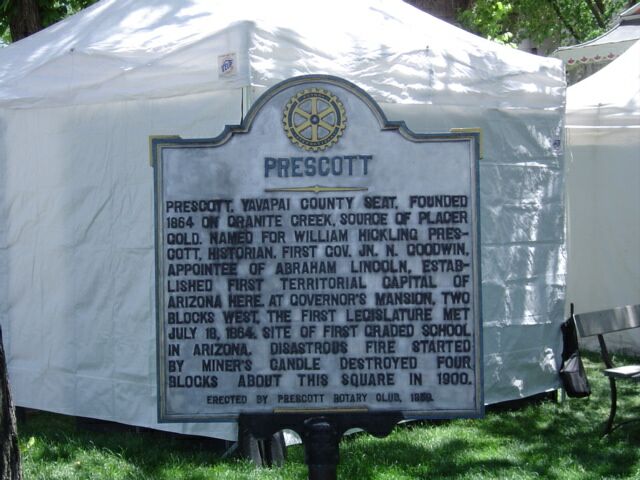 PRESCOTT
PRESCOTT, YAVAPAI COUNTY SEAT, FOUNDED
1864 ON GRANITE CREEK, SOURCE OF PLACER
GOLD. NAMED FOR WILLIAM HICKLING PRES-
COTT, HISTORIAN. FIRST GOV. JN. N. GOODWIN,
APPOINTEE OF ABRAHAM LINCOLN, ESTAB-
LISHED FIRST TERRITORIAL CAPITAL OF
ARIZONA HERE. AT GOVERNOR'S MANSION, TWO
BLOCKS WEST, THE FIRST LEGISLATURE MET
JULY 18, 1864. SITE OF FIRST GRADED SCHOOL
IN ARIZONA. DISASTROUS FIRE STARTED
BY MINER'S CANDLE DESTROYED FOUR
BLOCKS ABOUT THIS SQUARE IN 1900.
ERECTED BY PRESCOTT ROTARY CLUB,